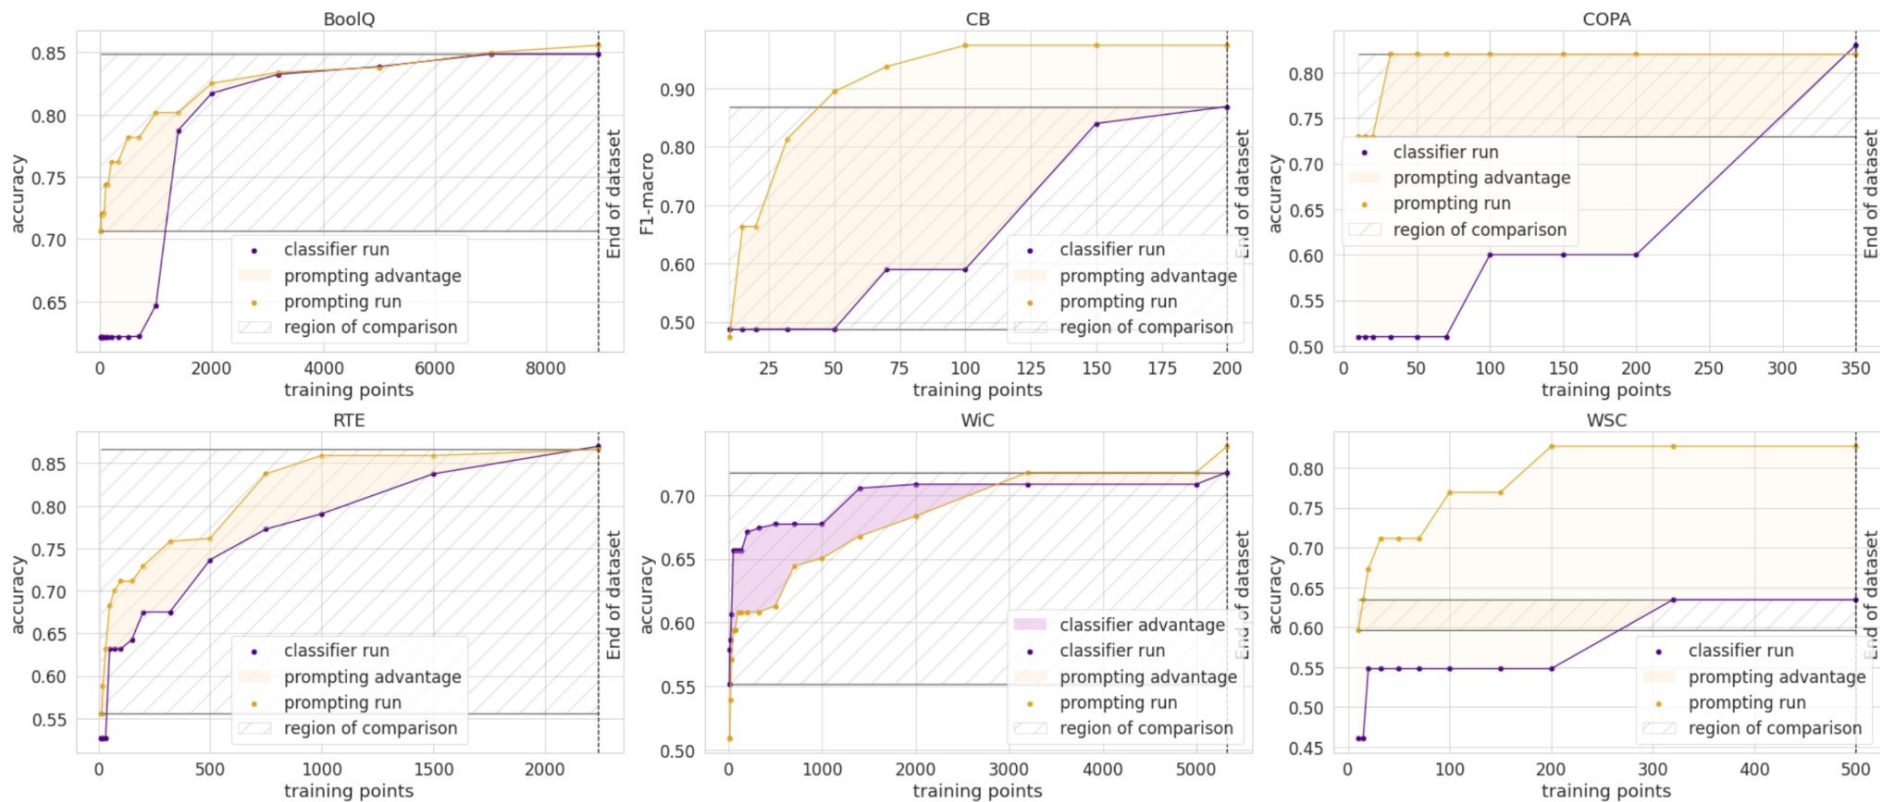 BoolQ
accuracy
0.85
0.80
0.75
0.70
0.65
classifier run
prompting advantage
prompting run
region of comparison
End of dataset
0 2000 4000 6000 8000
training points
CB
F1-macro
0.90
0.80
0.70
0.60
0.50
classifier run
prompting advantage
prompting run
region of comparison
End of dataset
25 50 75 100 125 150 175 200
training points
COPA
accuracy
0.80
0.75
0.70
0.65
0.60
0.55
0.50
classifier run
prompting advantage
prompting run
region of comparison
End of dataset
0 50 100 150 200 250 300 350
training points
RTE
accuracy
0.85
0.80
0.75
0.70
0.65
0.60
0.55
classifier run
prompting advantage
prompting run
region of comparison
End of dataset
0 500 1000 1500 2000
training points
WiC
accuracy
0.70
0.65
0.60
0.55
0.50
classifier advantage
classifier run
prompting advantage
prompting run
region of comparison
End of dataset
0 1000 2000 3000 4000 5000
training points
WSC
accuracy
0.80
0.75
0.70
0.65
0.60
0.55
0.50
0.45
classifier run
prompting advantage
prompting run
region of comparison
End of dataset
0 100 200 300 400 500
training points